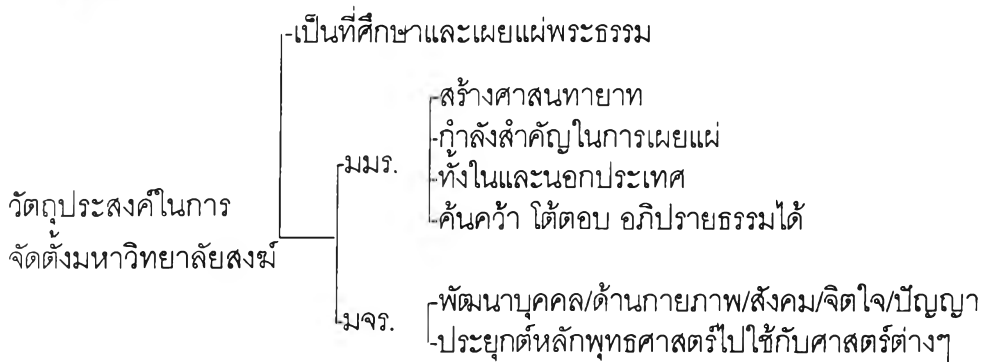 -เป็นที่ศึกษาและเผยแผ่พระธรรม
-สร้างศาสนทายาท
-กำลังสำคัญในการเผยแผ่
-มมร.
-ทั้งในและนอกประเทศ
วัตถุประสงค์ในการ
-ค้นคว้า โต้ตอบ อภิปรายธรรมได้
จัดตั้งมหาวิทยาลัยสงฆ์
-พัฒนาบุคคล/ด้านกายภาพ/สังคม/จิตใจ/ปัญญา
-มจร.
-ประยุกต์หลักพุทธศาสตร์ไปใช้กับศาสตร์ต่างๆ